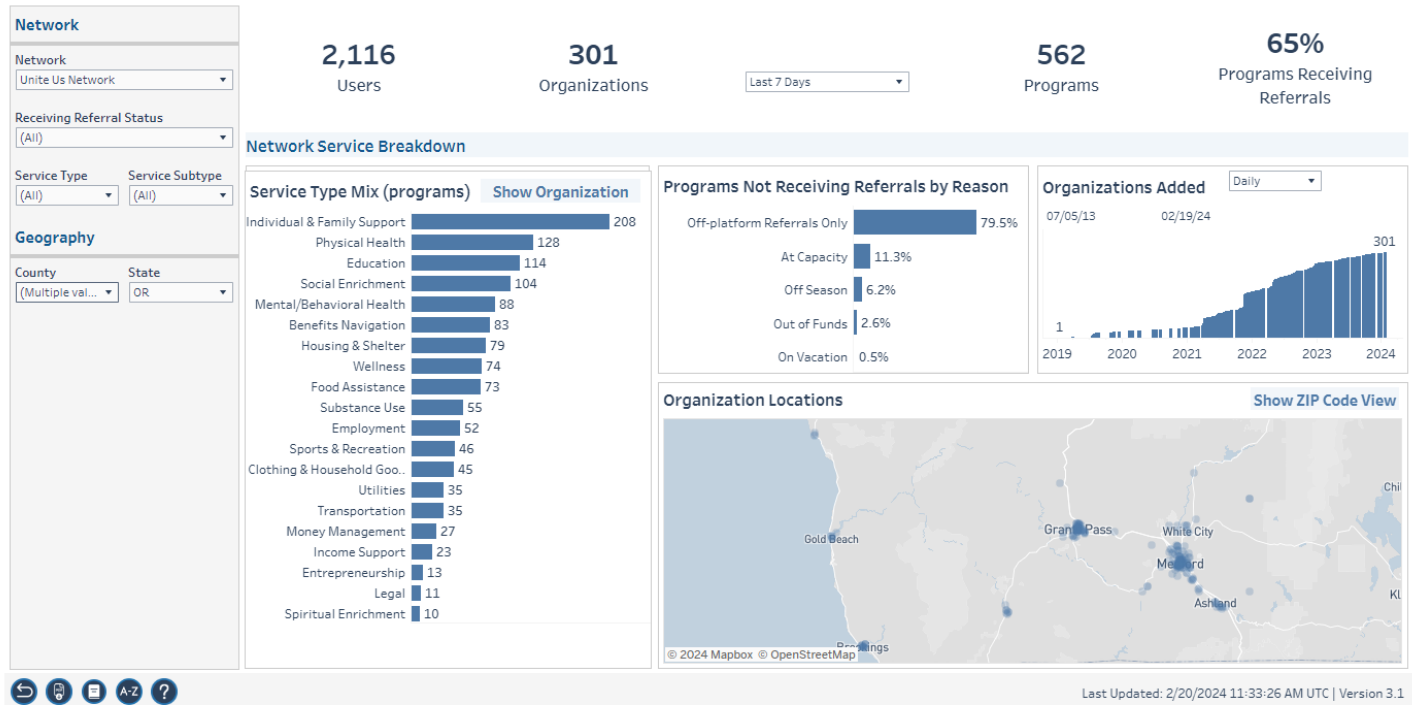 Network
Network
Unite Us Network
Receiving Referral Status
(All)
Service Type Service Subtype
(All) (All)
Geography
County State
(Multiple val... OR
2,116
Users
301
Organizations
Last 7 Days
562
Programs
65%
Programs Receiving
Referrals
Network Service Breakdown
Service Type Mix (programs) Show Organization
Individual & Family Support 208
Physical Health 128
Education 114
Social Enrichment 104
Mental/Behavioral Health 88
Benefits Navigation 83
Housing & Shelter 79
Wellness 74
Food Assistance 73
Substance Use 55
Employment 52
Sports & Recreation 46
Clothing & Household Goo.. 45
Utilities 35
Transportation 35
Money Management 27
Income Support 23
Entrepreneurship 13
Legal 11
Spiritual Enrichment 10
Programs Not Receiving Referrals by Reason
Off-platform Referrals Only 79.5%
At Capacity 11.3%
Off Season 6.2%
Out of Funds 2.6%
On Vacation 0.5%
Organizations Added Daily
07/05/13 02/19/24
301
1
2019 2020 2021 2022 2023 2024
Organization Locations Show ZIP Code View
Chi
Grants Pass White City
Gold Beach
Medford
Kl
Ashland
Brookings
© 2024 Mapbox © OpenStreetMap
A-Z ?
Last Updated: 2/20/2024 11:33:26 AM UTC | Version 3.1